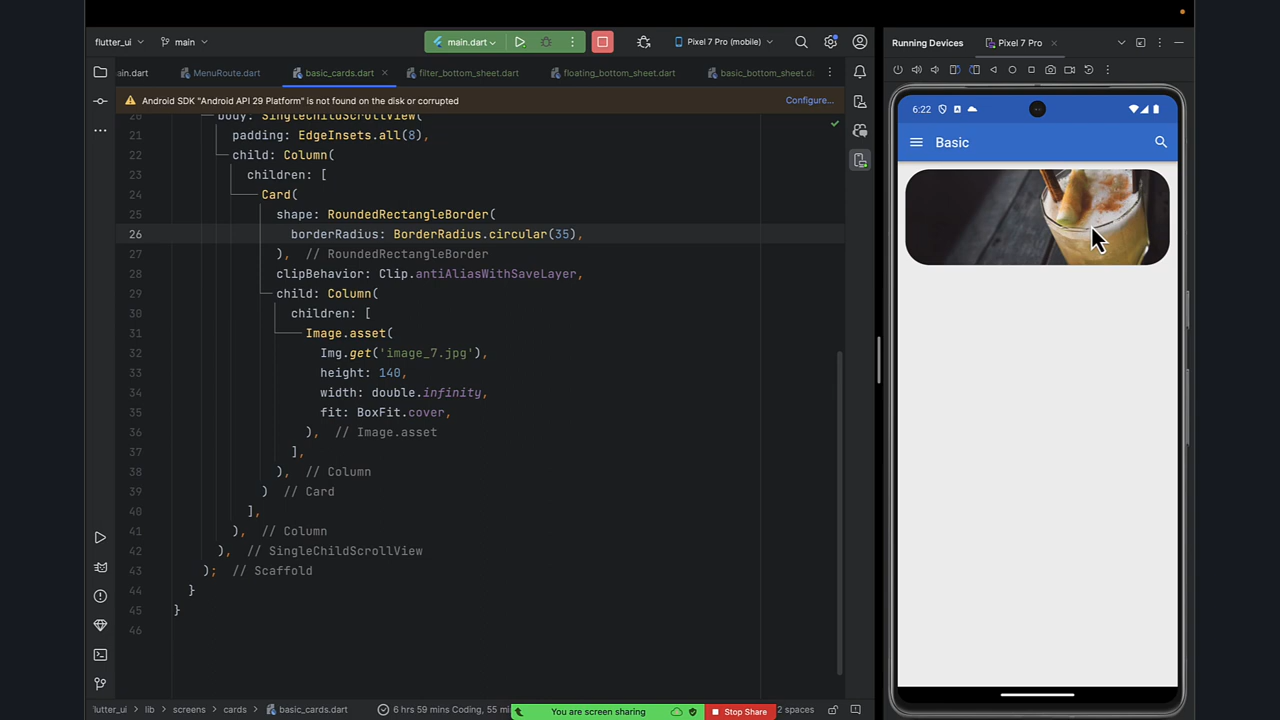 flutter_ui
main
main.dart
Pixel 7 Pro (mobile)
Running Devices
Pixel 7 Pro
ain.dart
MenuRoute.dart
basic_cards.dart
filter_bottom_sheet.dart
floating_bottom_sheet.dart
basic_bottom_sheet.d
Android SDK "Android API 29 Platform" is not found on the disk or corrupted
Configure...
20 body: SingleChildScrollView(
21 padding: EdgeInsets.all(8),
22 child: Column(
23 children: [
24 Card(
25 shape: RoundedRectangleBorder(
26 borderRadius: BorderRadius.circular(35),
27 ), // RoundedRectangleBorder
28 clipBehavior: Clip.antiAliasWithSaveLayer,
29 child: Column(
30 children: [
31 Image.asset(
32 Img.get('image_7.jpg'),
33 height: 140,
34 width: double.infinity,
35 fit: BoxFit.cover,
36 ), // Image.asset
37 ],
38 ), // Column
39 ) // Card
40 ],
41 ), // Column
42 ), // SingleChildScrollView
43 ); // Scaffold
44 }
45 }
46
6:22
Basic
lutter_ui > lib > screens > cards > basic_cards.dart
6 hrs 59 mins Coding, 55 mi
You are screen sharing
Stop Share
2 spaces